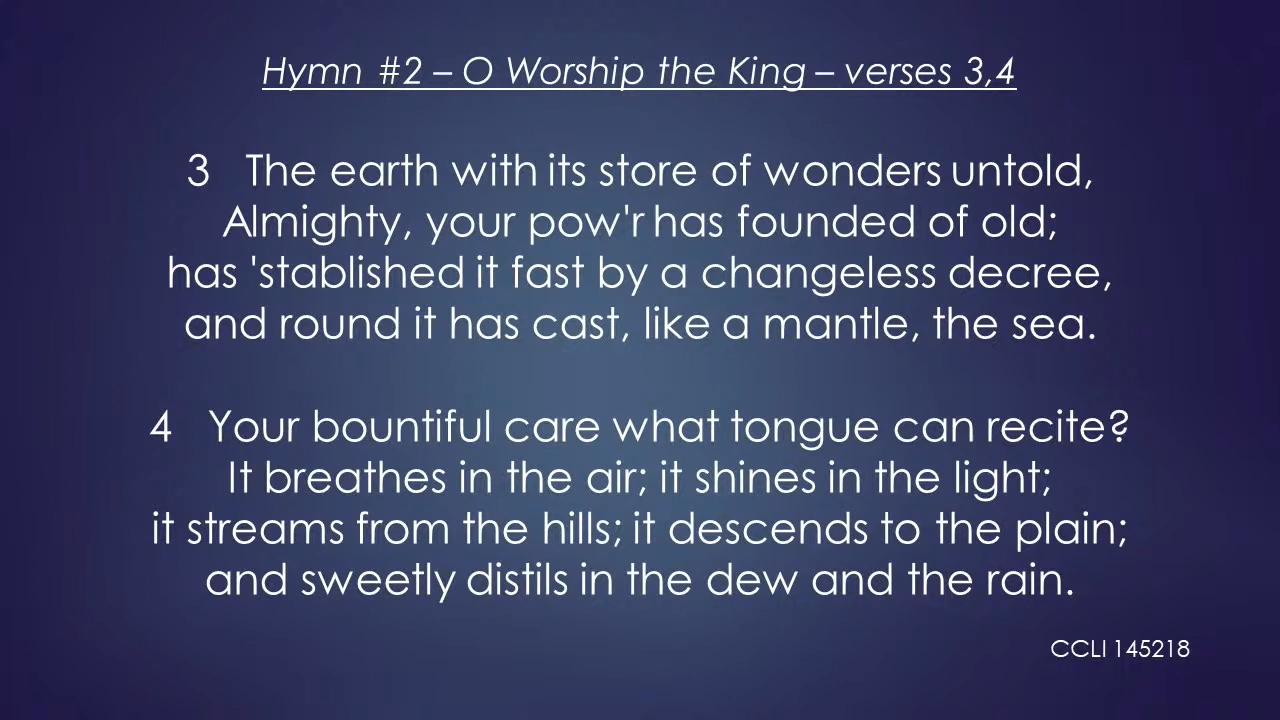 Hymn #2 – O Worship the King – verses 3,4
3 The earth with its store of wonders untold,
Almighty, your pow'r has founded of old;
has 'stablished it fast by a changeless decree,
and round it has cast, like a mantle, the sea.
4 Your bountiful care what tongue can recite?
It breathes in the air; it shines in the light;
it streams from the hills; it descends to the plain;
and sweetly distils in the dew and the rain.
CCLI 145218